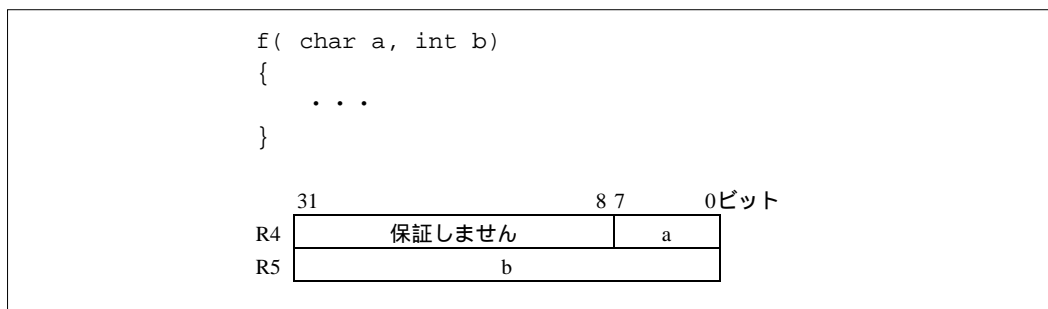 f( char a, int b)
{
・・・
}
31 8 7 0ビット
R4 保証しません a
R5 b